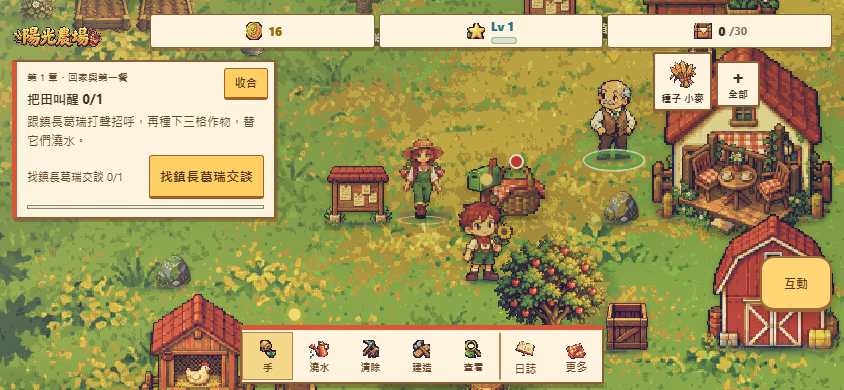 陽光農場
16
Lv 1
0 /30
第 1 章 · 回家與第一餐
收合
把田叫醒 0/1
跟鎮長葛瑞打聲招呼，再種下三格作物，替
它們澆水。
找鎮長葛瑞交談 0/1
找鎮長葛瑞交談
種子 小麥
+
全部
互動
手
澆水
清除
建造
查看
日誌
更多